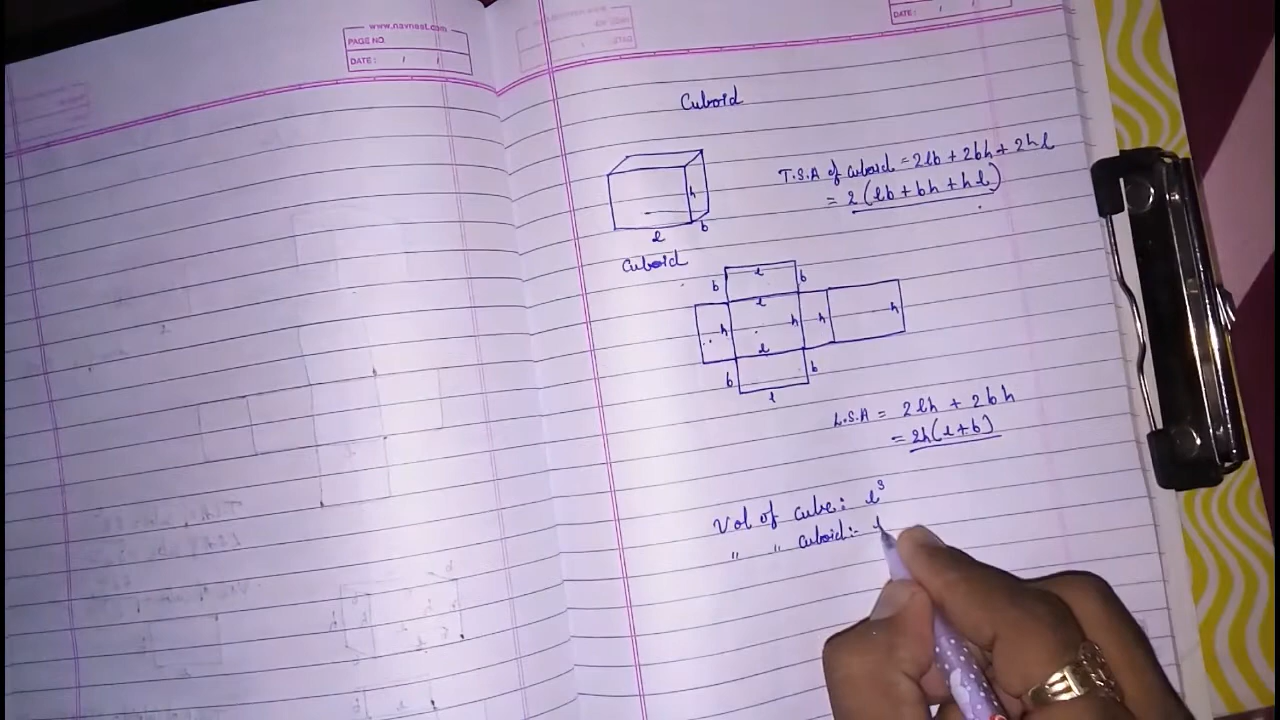 www.navneet.com
PAGE NO.
DATE: / /
DATE: / /
Cuboid
T.S.A of cuboid = 2lb + 2bh + 2hl
= 2(lb + bh + hl)
h
b
l
Cuboid
b l b
l
h h h h
l
b b
l
L.S.A = 2lh + 2bh
= 2h(l+b)
Vol of cube: l³
" " cuboid:- l